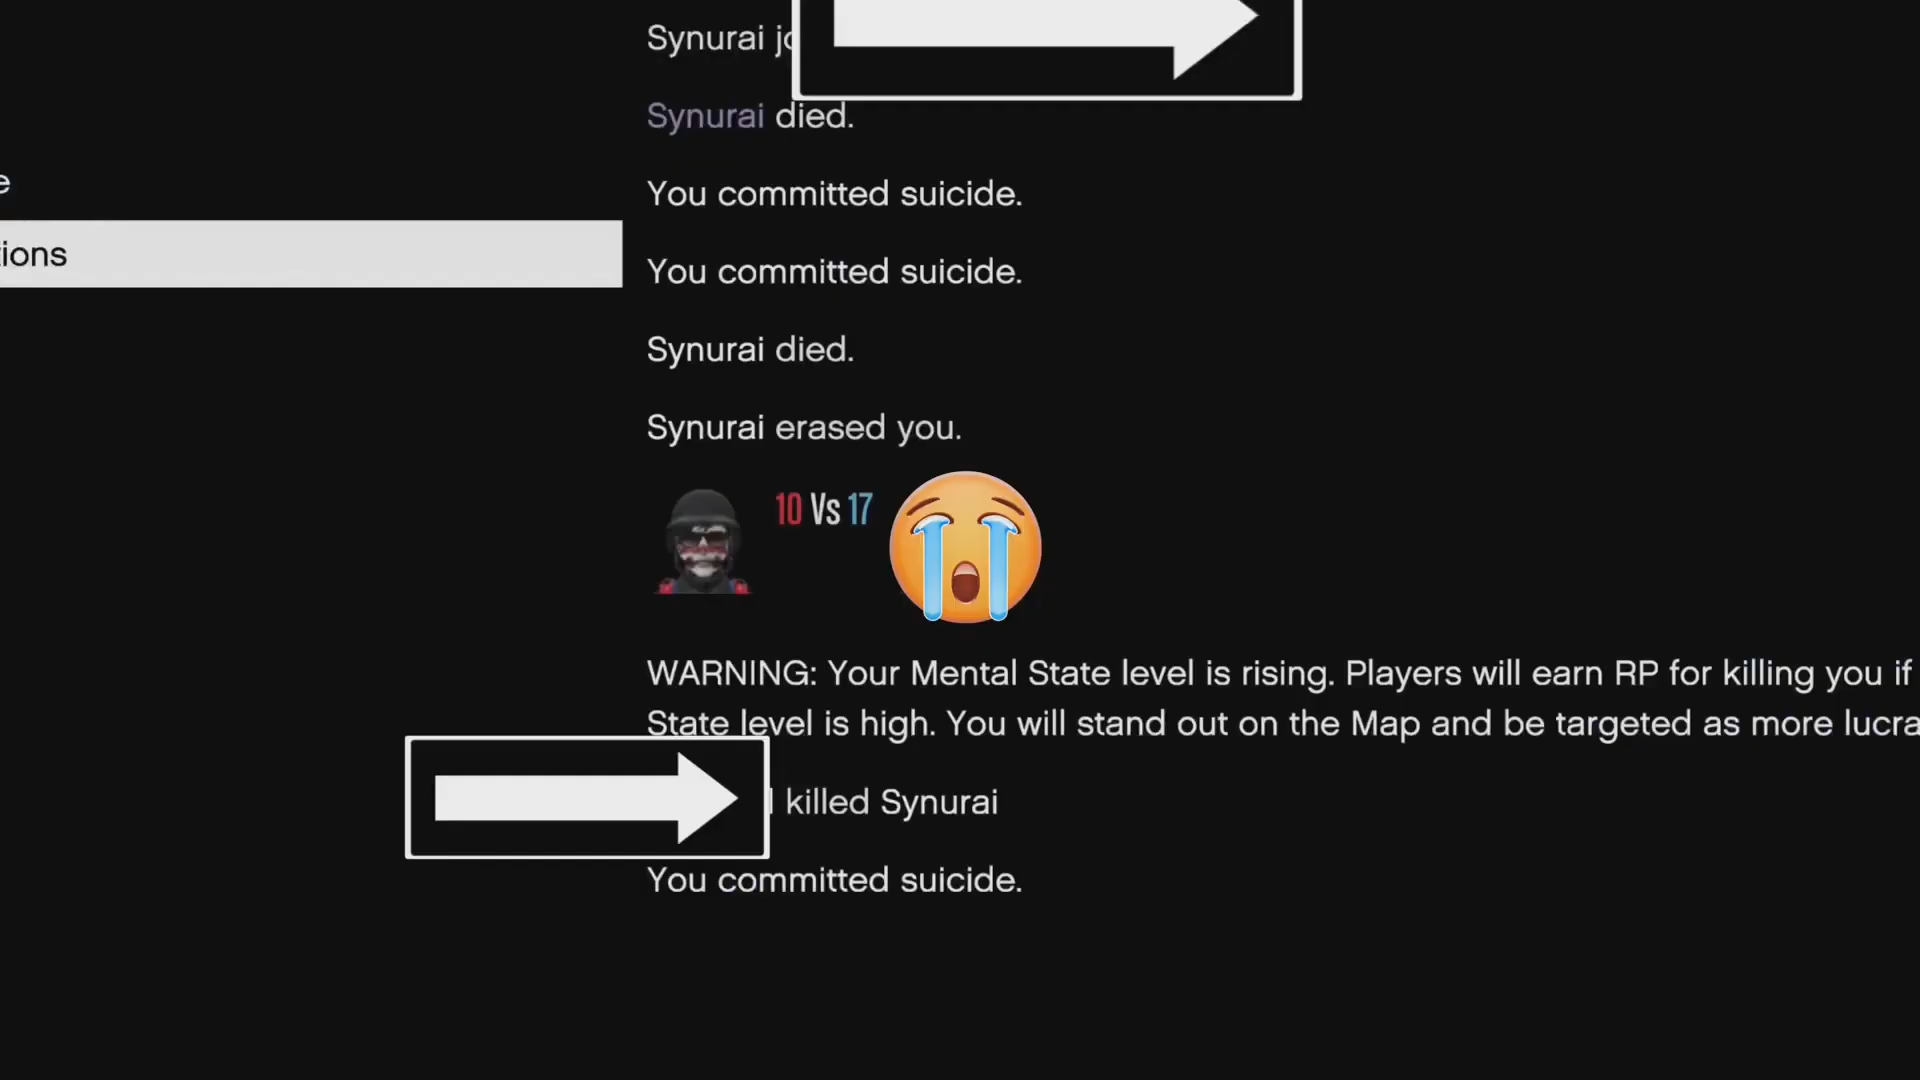 Synurai
Synurai died.
You committed suicide.
You committed suicide.
Synurai died.
Synurai erased you.
10 Vs 17
WARNING: Your Mental State level is rising. Players will earn RP for killing you if
State level is high. You will stand out on the Map and be targeted as more
killed Synurai
You committed suicide.